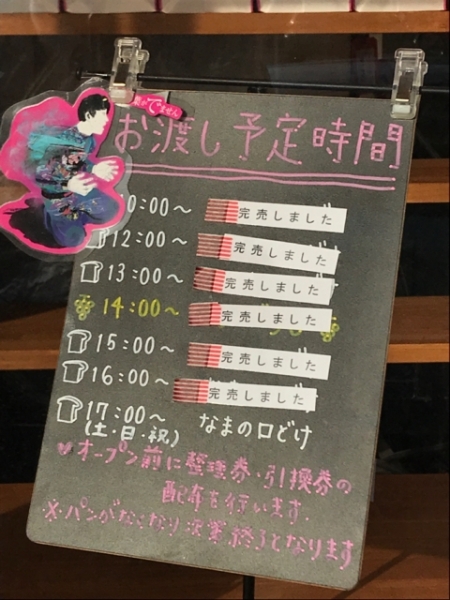 お渡し予定時間
0:00〜 完売しました
12:00〜 完売しました
13:00〜 完売しました
14:00〜 完売しました
15:00〜 完売しました
16:00〜 完売しました
17:00〜 なまの口どけ
(土・日・祝)
オープン前に整理券・引換券の
配布を行います.
※パンがなくなり次第終了となります